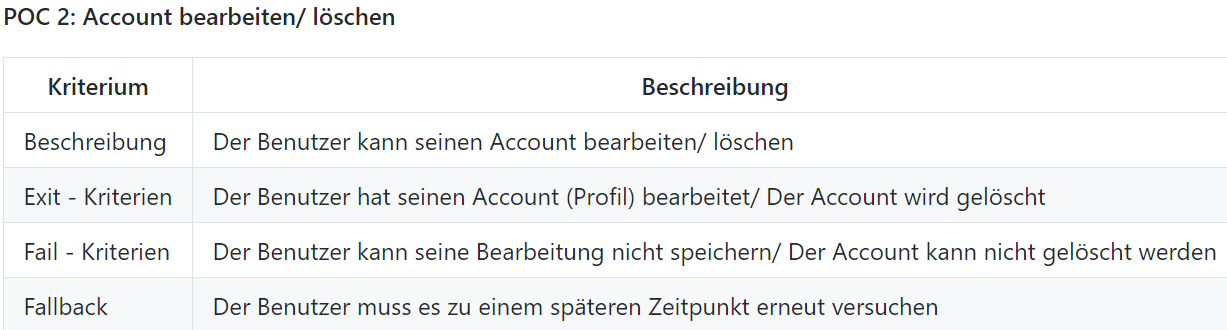 POC 2: Account bearbeiten/ löschen
Kriterium Beschreibung
Beschreibung Der Benutzer kann seinen Account bearbeiten/ löschen
Exit - Kriterien Der Benutzer hat seinen Account (Profil) bearbeitet/ Der Account wird gelöscht
Fail - Kriterien Der Benutzer kann seine Bearbeitung nicht speichern/ Der Account kann nicht gelöscht werden
Fallback Der Benutzer muss es zu einem späteren Zeitpunkt erneut versuchen